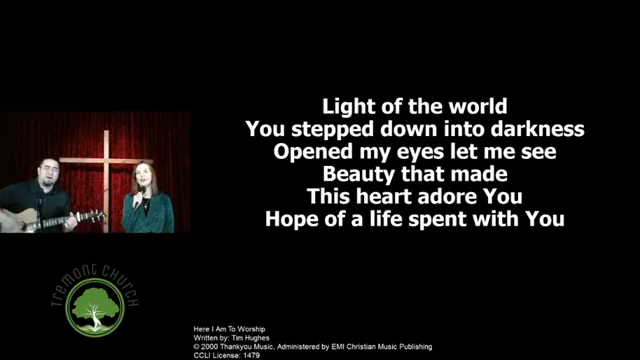 Light of the world
You stepped down into darkness
Opened my eyes let me see
Beauty that made
This heart adore You
Hope of a life spent with You
TREMONT CHURCH
Here I Am To Worship
Written by: Tim Hughes
© 2000 Thankyou Music, Administered by EMI Christian Music Publishing
CCLI License: 1479